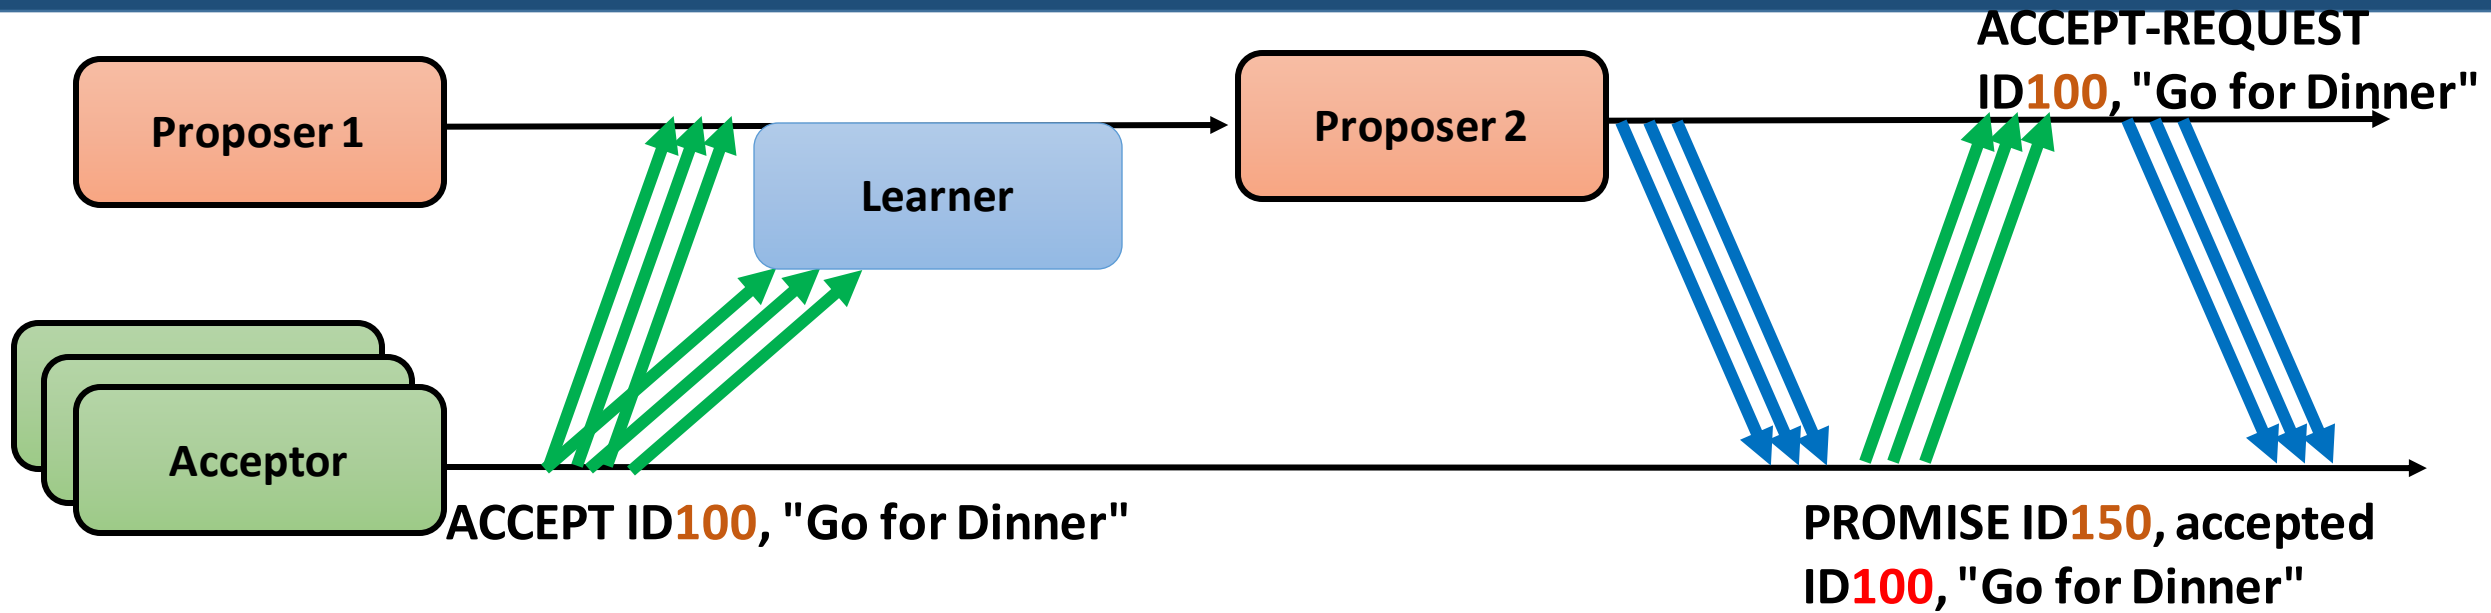 ACCEPT-REQUEST
ID100, "Go for Dinner"
Proposer 1
Proposer 2
Learner
Acceptor
ACCEPT ID100, "Go for Dinner"
PROMISE ID150, accepted
ID100, "Go for Dinner"